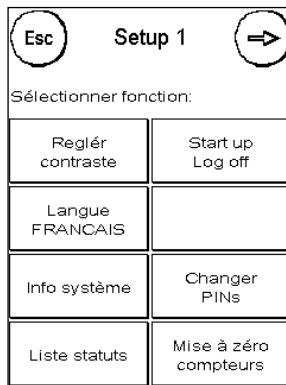 Esc
Setup 1
Sélectionner fonction:
Reglér
contraste
Start up
Log off
Langue
FRANCAIS
Info système
Changer
PINs
Liste statuts
Mise à zéro
compteurs